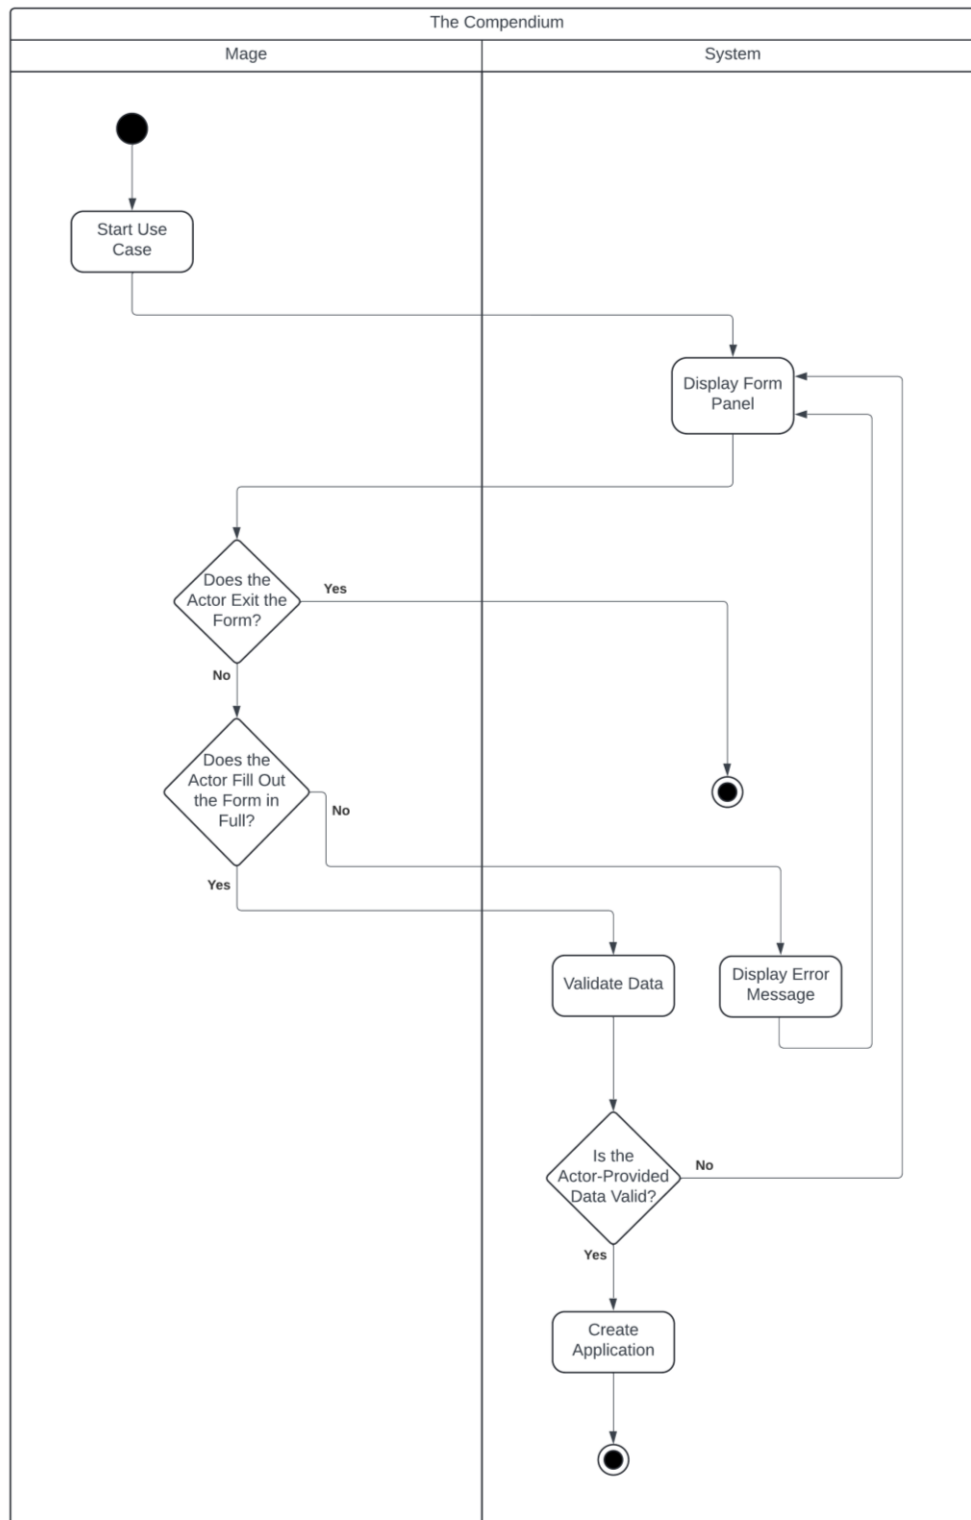 The Compendium
Mage
System
Start Use
Case
Display Form
Panel
Does the
Actor Exit the
Form?
Yes
No
Does the
Actor Fill Out
the Form in
Full?
No
Yes
Validate Data
Display Error
Message
Is the
Actor-Provided
Data Valid?
No
Yes
Create
Application